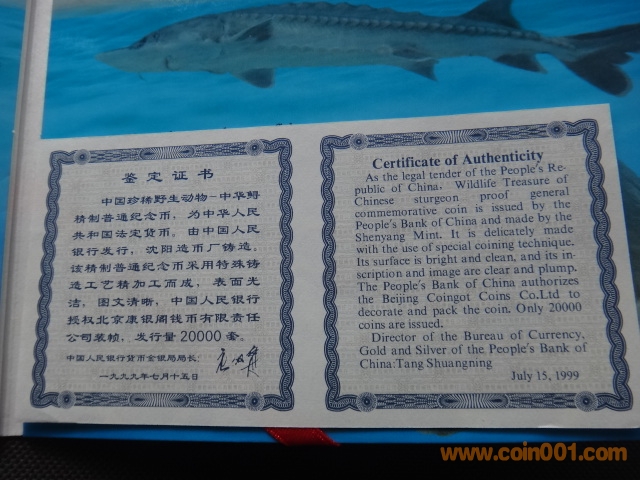 鉴定证书
中国珍稀野生动物－中华鲟
精制普通纪念币，为中华人民
共和国法定货币。由中国人民
银行发行，沈阳造币厂铸造。
该精制普通纪念币采用特殊铸
造工艺精加工而成，表面光
洁，图文清晰，中国人民银行
授权北京康银阁钱币有限责任
公司装帧，发行量20000套。
中国人民银行货币金银局局长：
一九九九年七月十五日
Certificate of Authenticity
As the legal tender of the People's Re-
public of China. Wildlife Treasure of
Chinese sturgeon proof general
commemorative coin is issued by the
People's Bank of China and made by the
Shenyang Mint. It is delicately made
with the use of special coining technique.
Its surface is bright and clean, and its in-
scription and image are clear and plump.
The People's Bank of China authorizes
the Beijing Coingot Coins Co.Ltd to
decorate and pack the coin. Only 20000
coins are issued.
Director of the Bureau of Currency,
Gold and Silver of the People's Bank of
China:Tang Shuangning
July 15, 1999
www.coin001.com